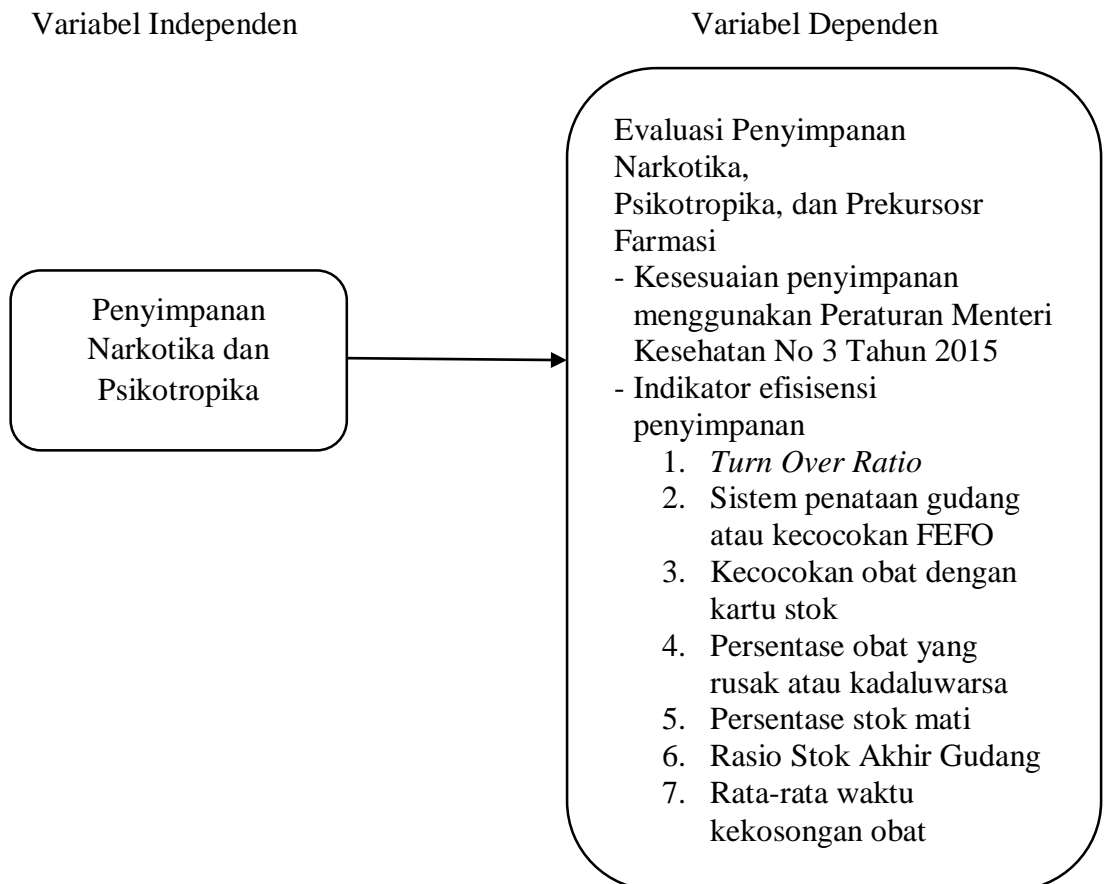 Variabel Independen
Variabel Dependen
Penyimpanan
Narkotika dan
Psikotropika
Evaluasi Penyimpanan
Narkotika,
Psikotropika, dan Prekursosr
Farmasi
- Kesesuaian penyimpanan
menggunakan Peraturan Menteri
Kesehatan No 3 Tahun 2015
- Indikator efisisensi
penyimpanan
1. Turn Over Ratio
2. Sistem penataan gudang
atau kecocokan FEFO
3. Kecocokan obat dengan
kartu stok
4. Persentase obat yang
rusak atau kadaluwarsa
5. Persentase stok mati
6. Rasio Stok Akhir Gudang
7. Rata-rata waktu
kekosongan obat